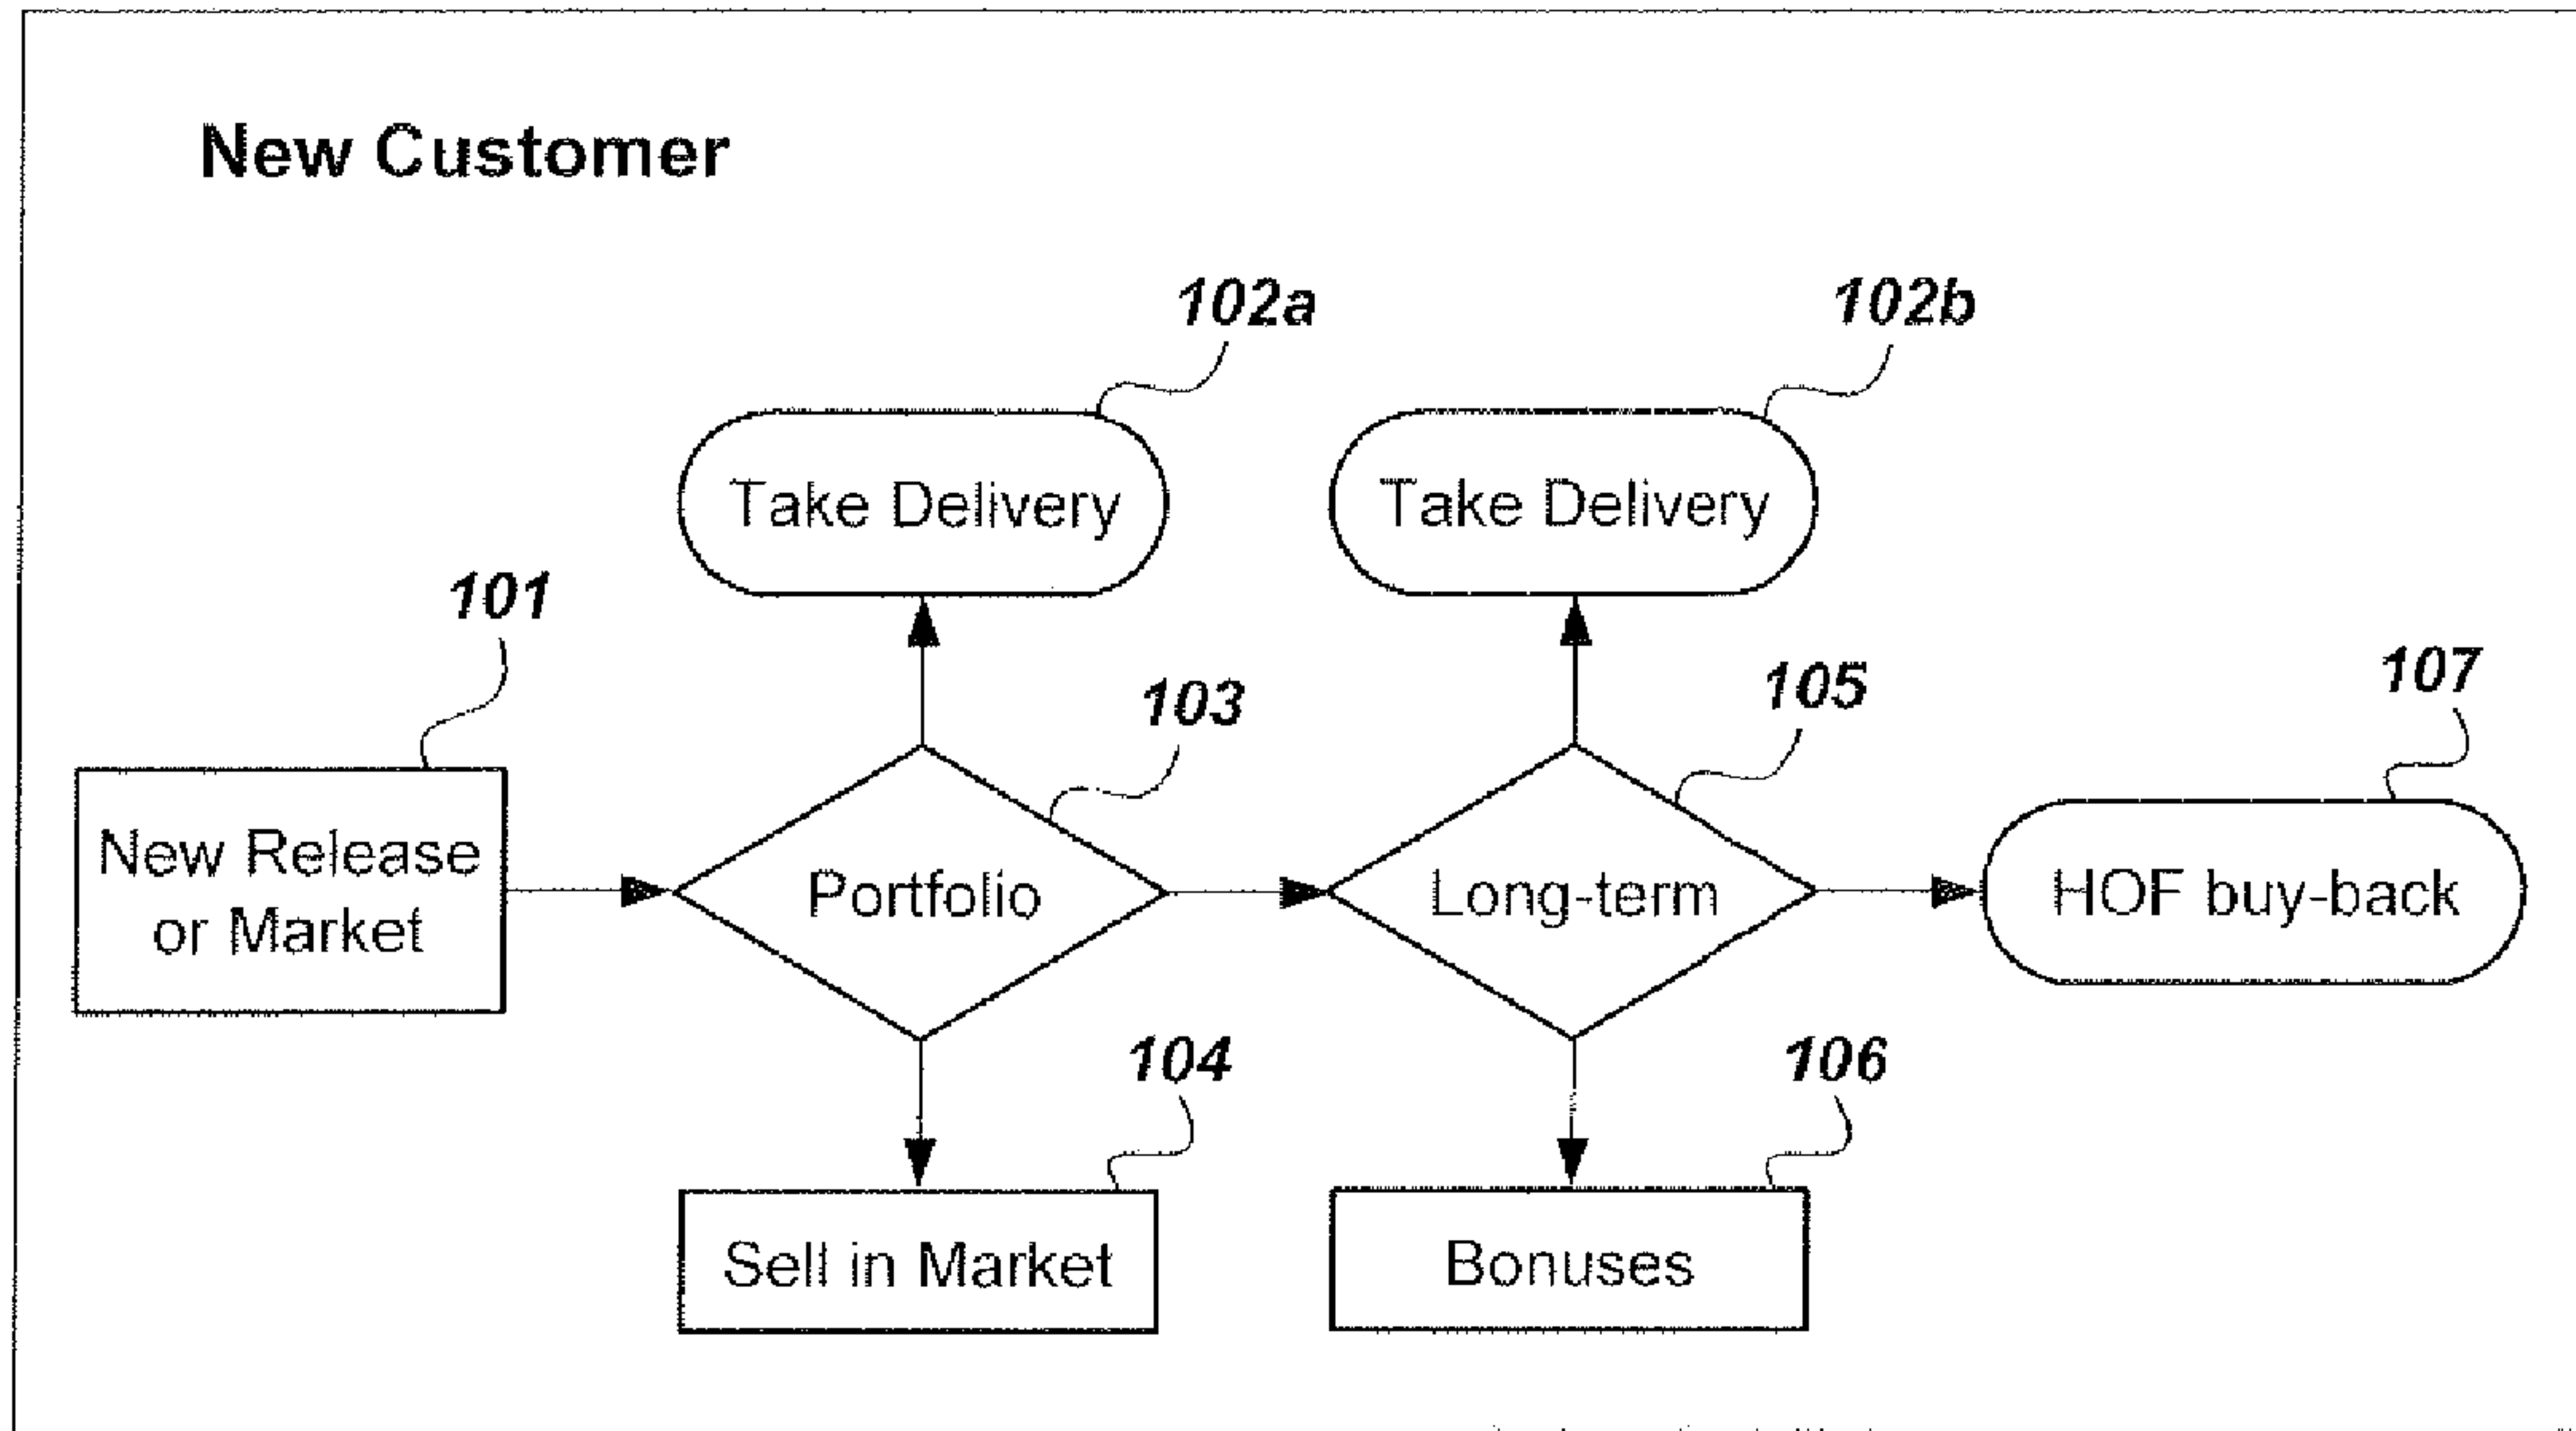 New Customer
102a
102b
Take Delivery
Take Delivery
101
103
105
107
New Release
or Market
Portfolio
Long-term
HOF buy-back
104
106
Sell in Market
Bonuses